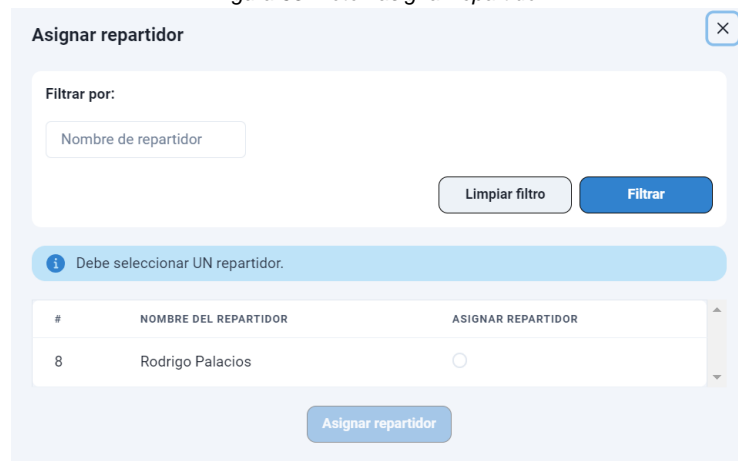 Asignar repartidor
Filtrar por:
Nombre de repartidor
Limpiar filtro Filtrar
Debe seleccionar UN repartidor.
# NOMBRE DEL REPARTIDOR ASIGNAR REPARTIDOR
8 Rodrigo Palacios
Asignar repartidor